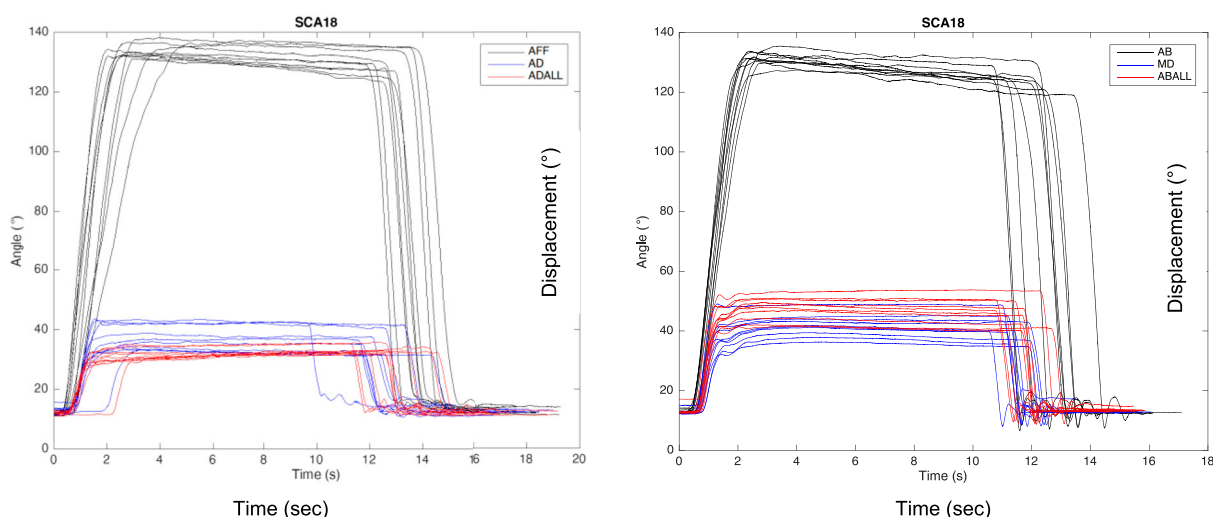 SCA18
140
120
100
80
60
40
20
0
Angle (°)
AFF
AD
ADALL
Displacement (°)
0 2 4 6 8 10 12 14 16 18 20
Time (s)
Time (sec)
SCA18
140
120
100
80
60
40
20
0
Angle (°)
AB
MD
ABALL
Displacement (°)
0 2 4 6 8 10 12 14 16 18
Time (s)
Time (sec)